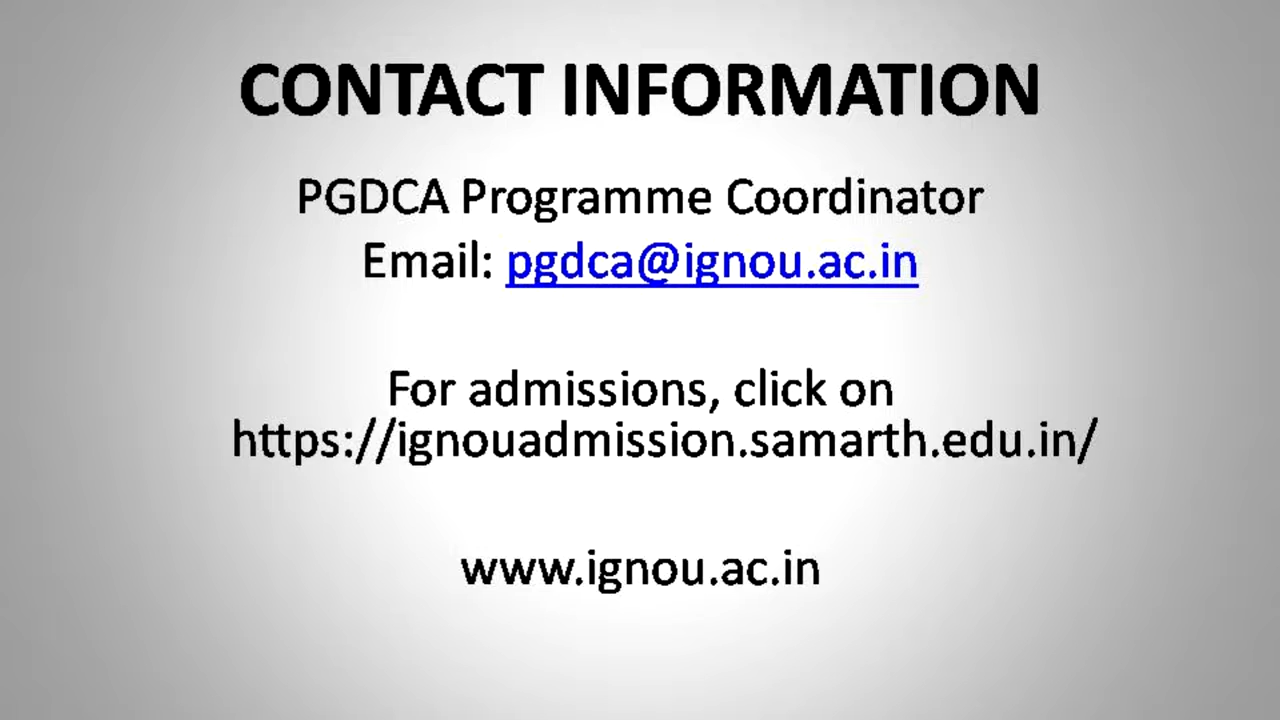 CONTACT INFORMATION
PGDCA Programme Coordinator
Email: pgdca@ignou.ac.in
For admissions, click on
https://ignouadmission.samarth.edu.in/
www.ignou.ac.in